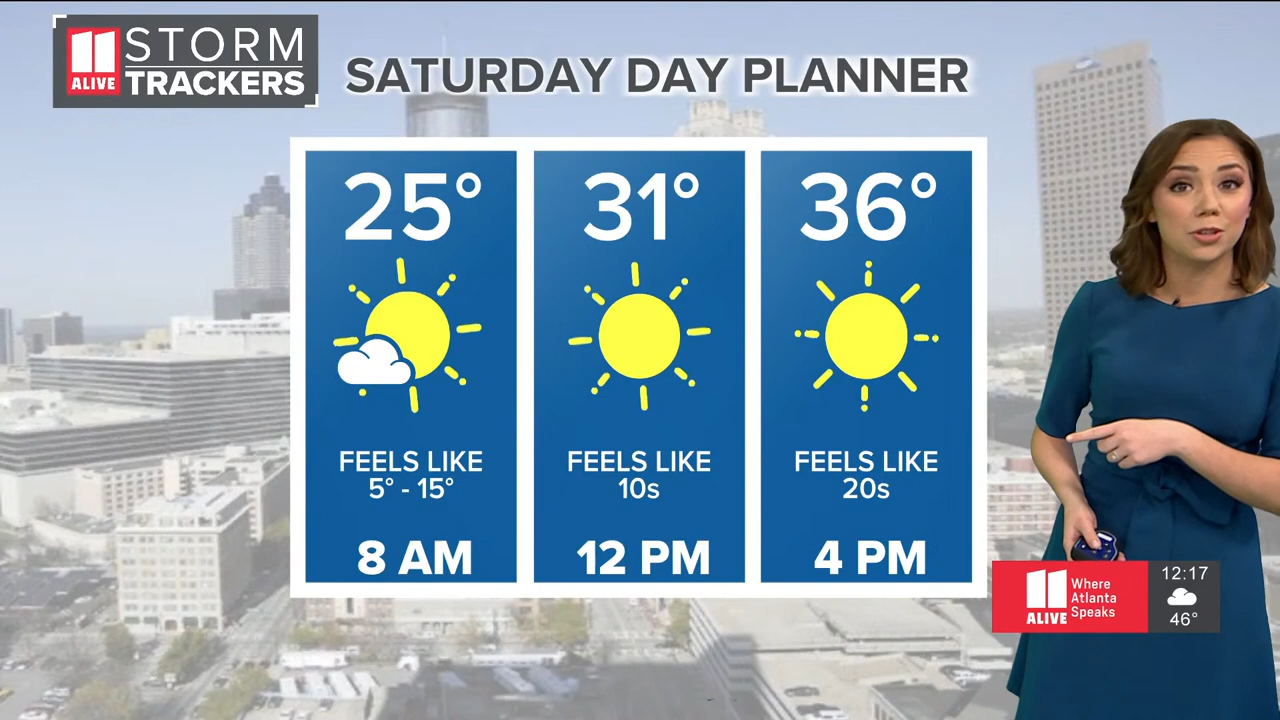 11
ALIVE
STORM
TRACKERS
SATURDAY DAY PLANNER
25°
FEELS LIKE
5° - 15°
8 AM
31°
FEELS LIKE
10s
12 PM
36°
FEELS LIKE
20s
4 PM
11
ALIVE
Where
Atlanta
Speaks
12:17
46°